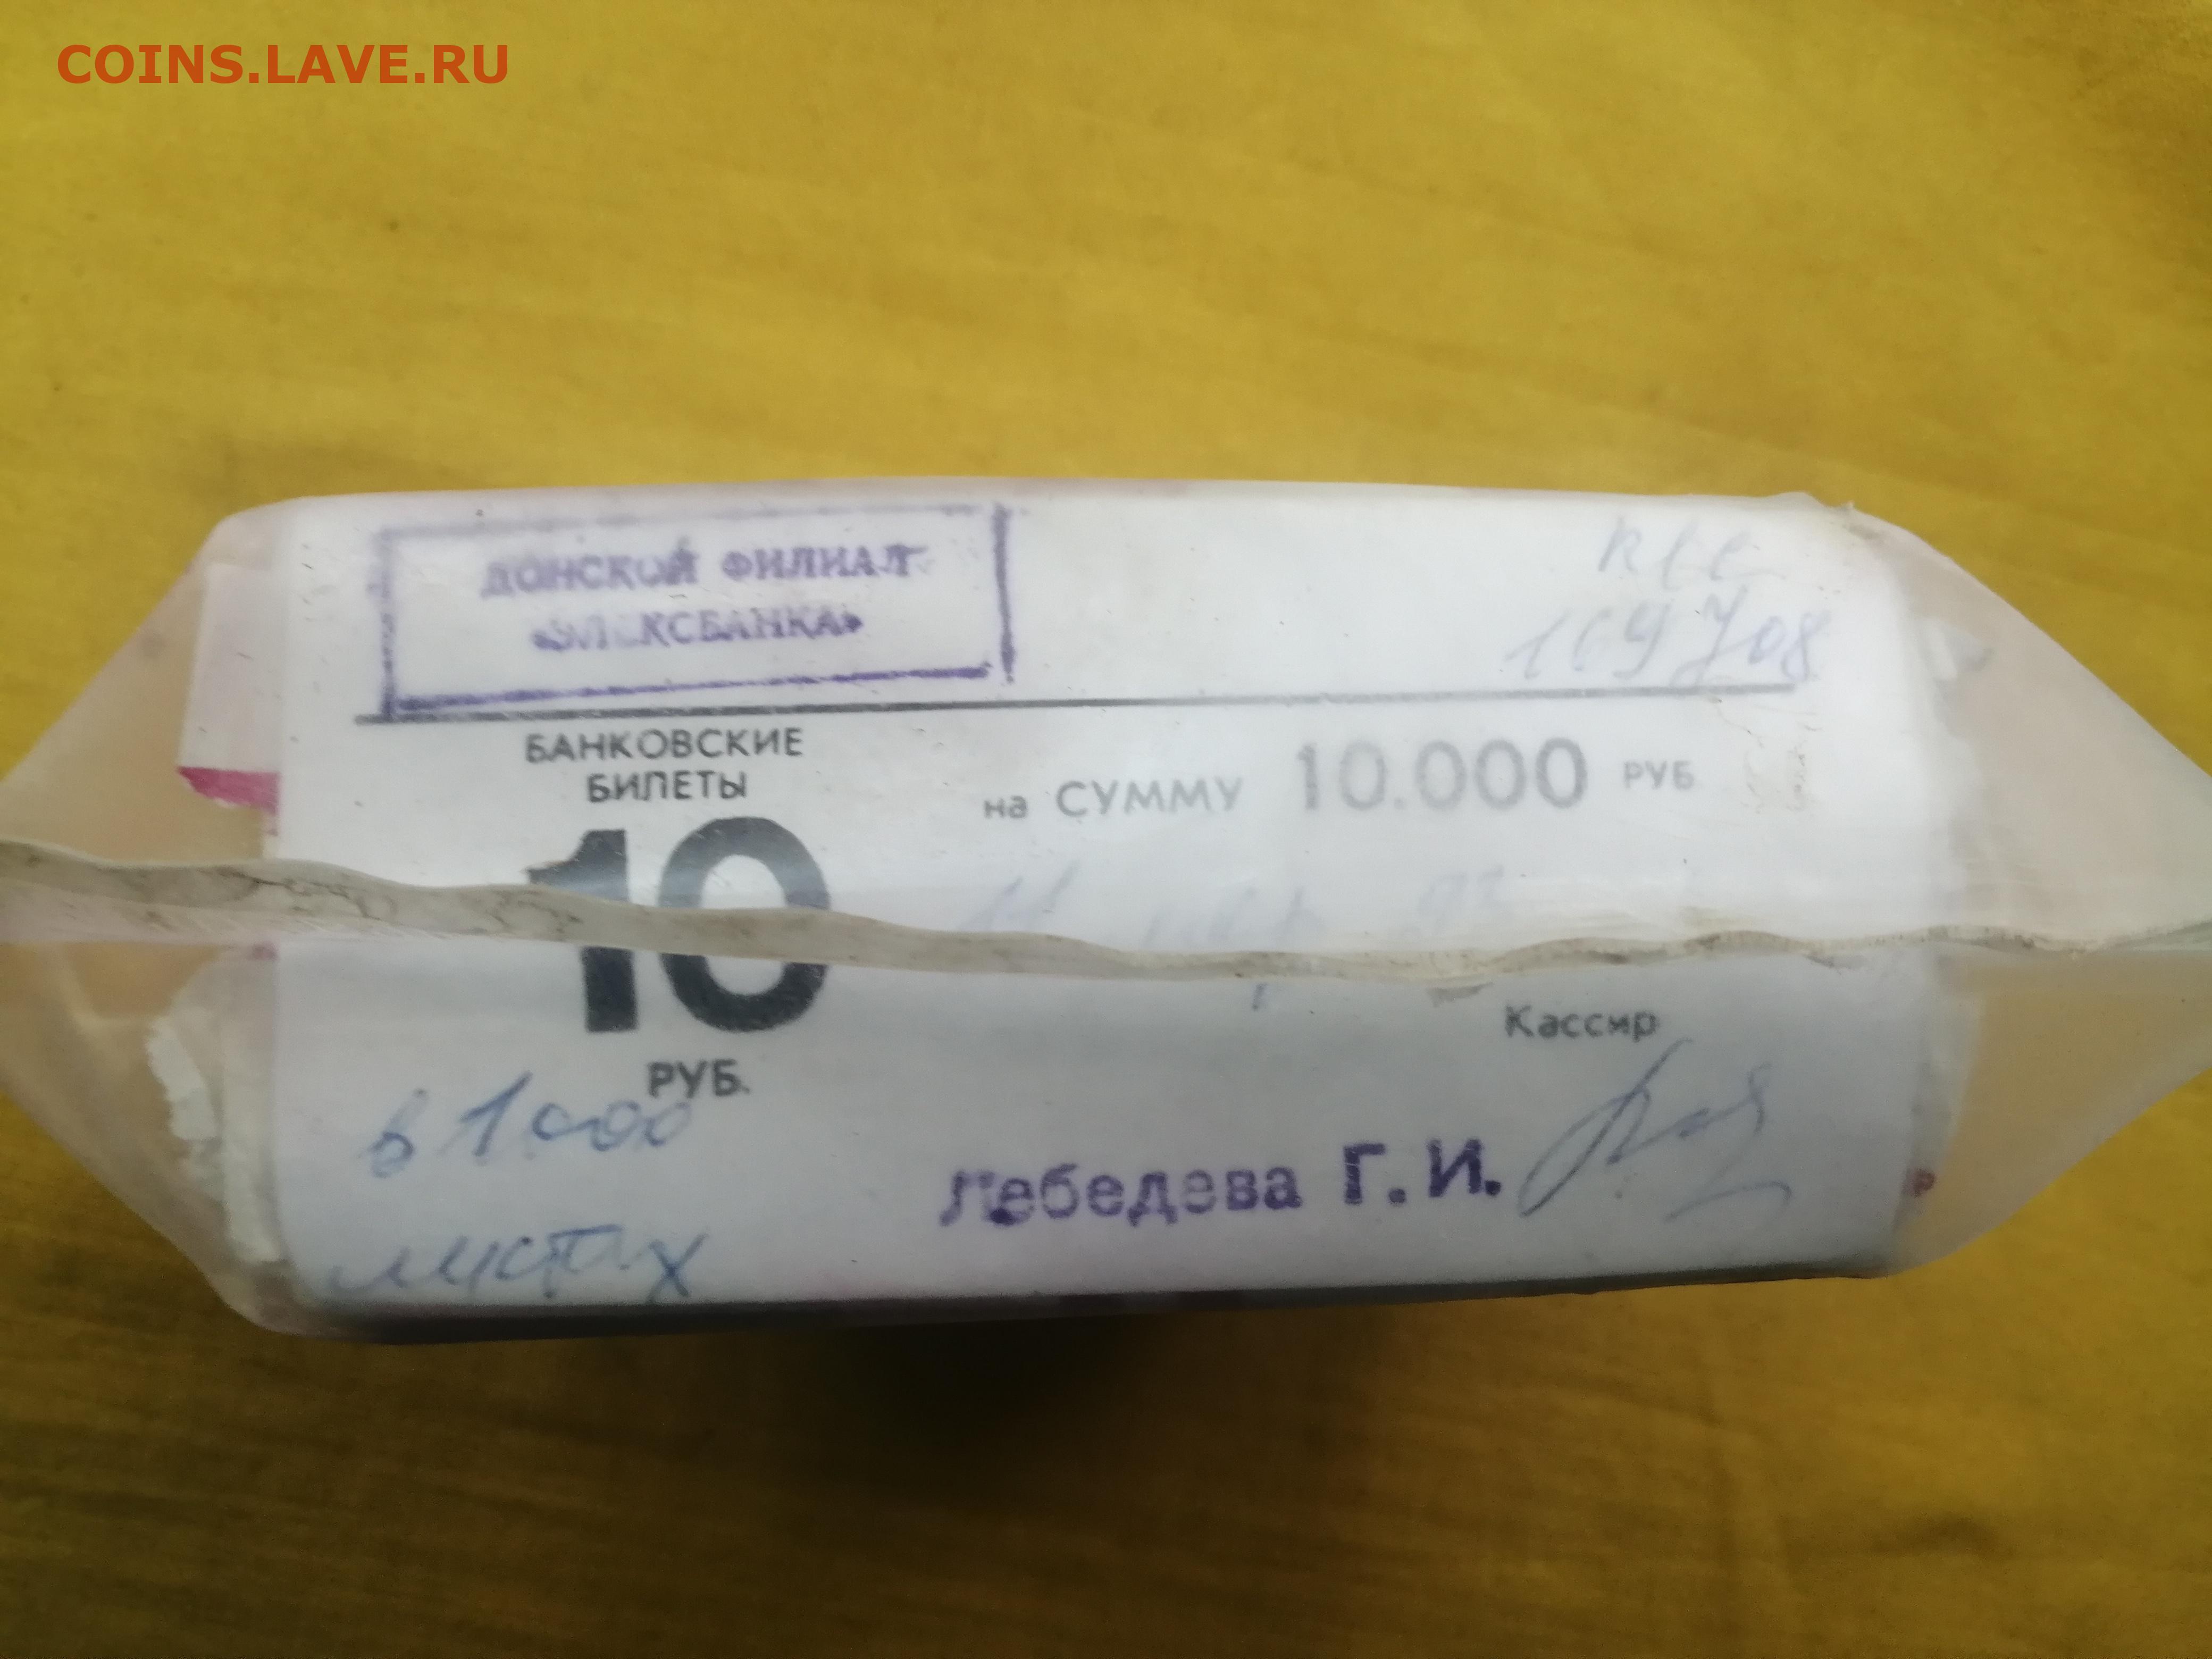 COINS.LAVE.RU
ДОНСКОЙ ФИЛИАЛ
169708
БАНКОВСКИЕ
БИЛЕТЫ
на СУММУ 10.000 РУБ
10
Кассир
РУБ.
в 1000
Лебедева Г. И.
листах